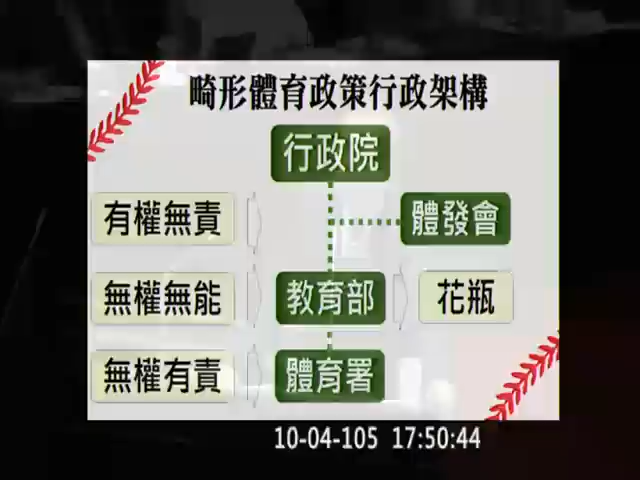 畸形體育政策行政架構
行政院
有權無責
體發會
無權無能
教育部
花瓶
無權有責
體育署
10-04-105 17:50:44